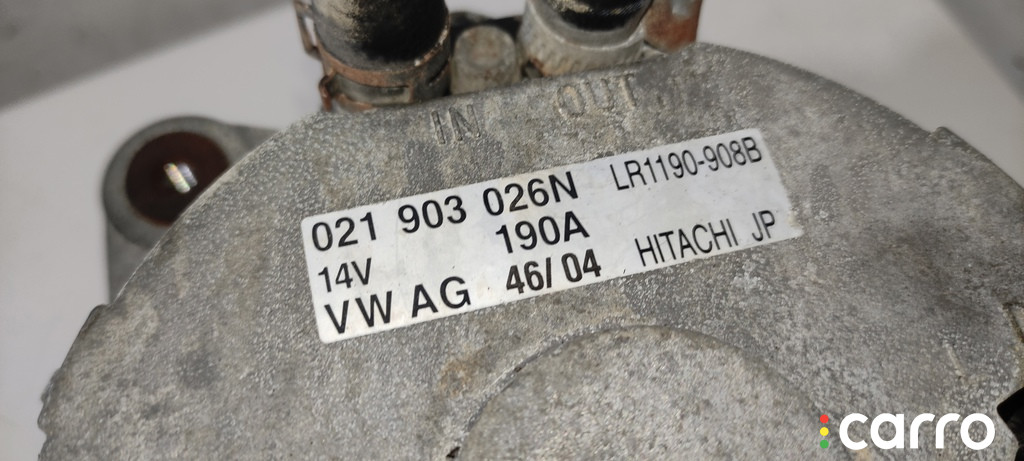 IN OUT
021 903 026N LR1190-908B
14V 190A
VW AG 46/04 HITACHI JP
carro